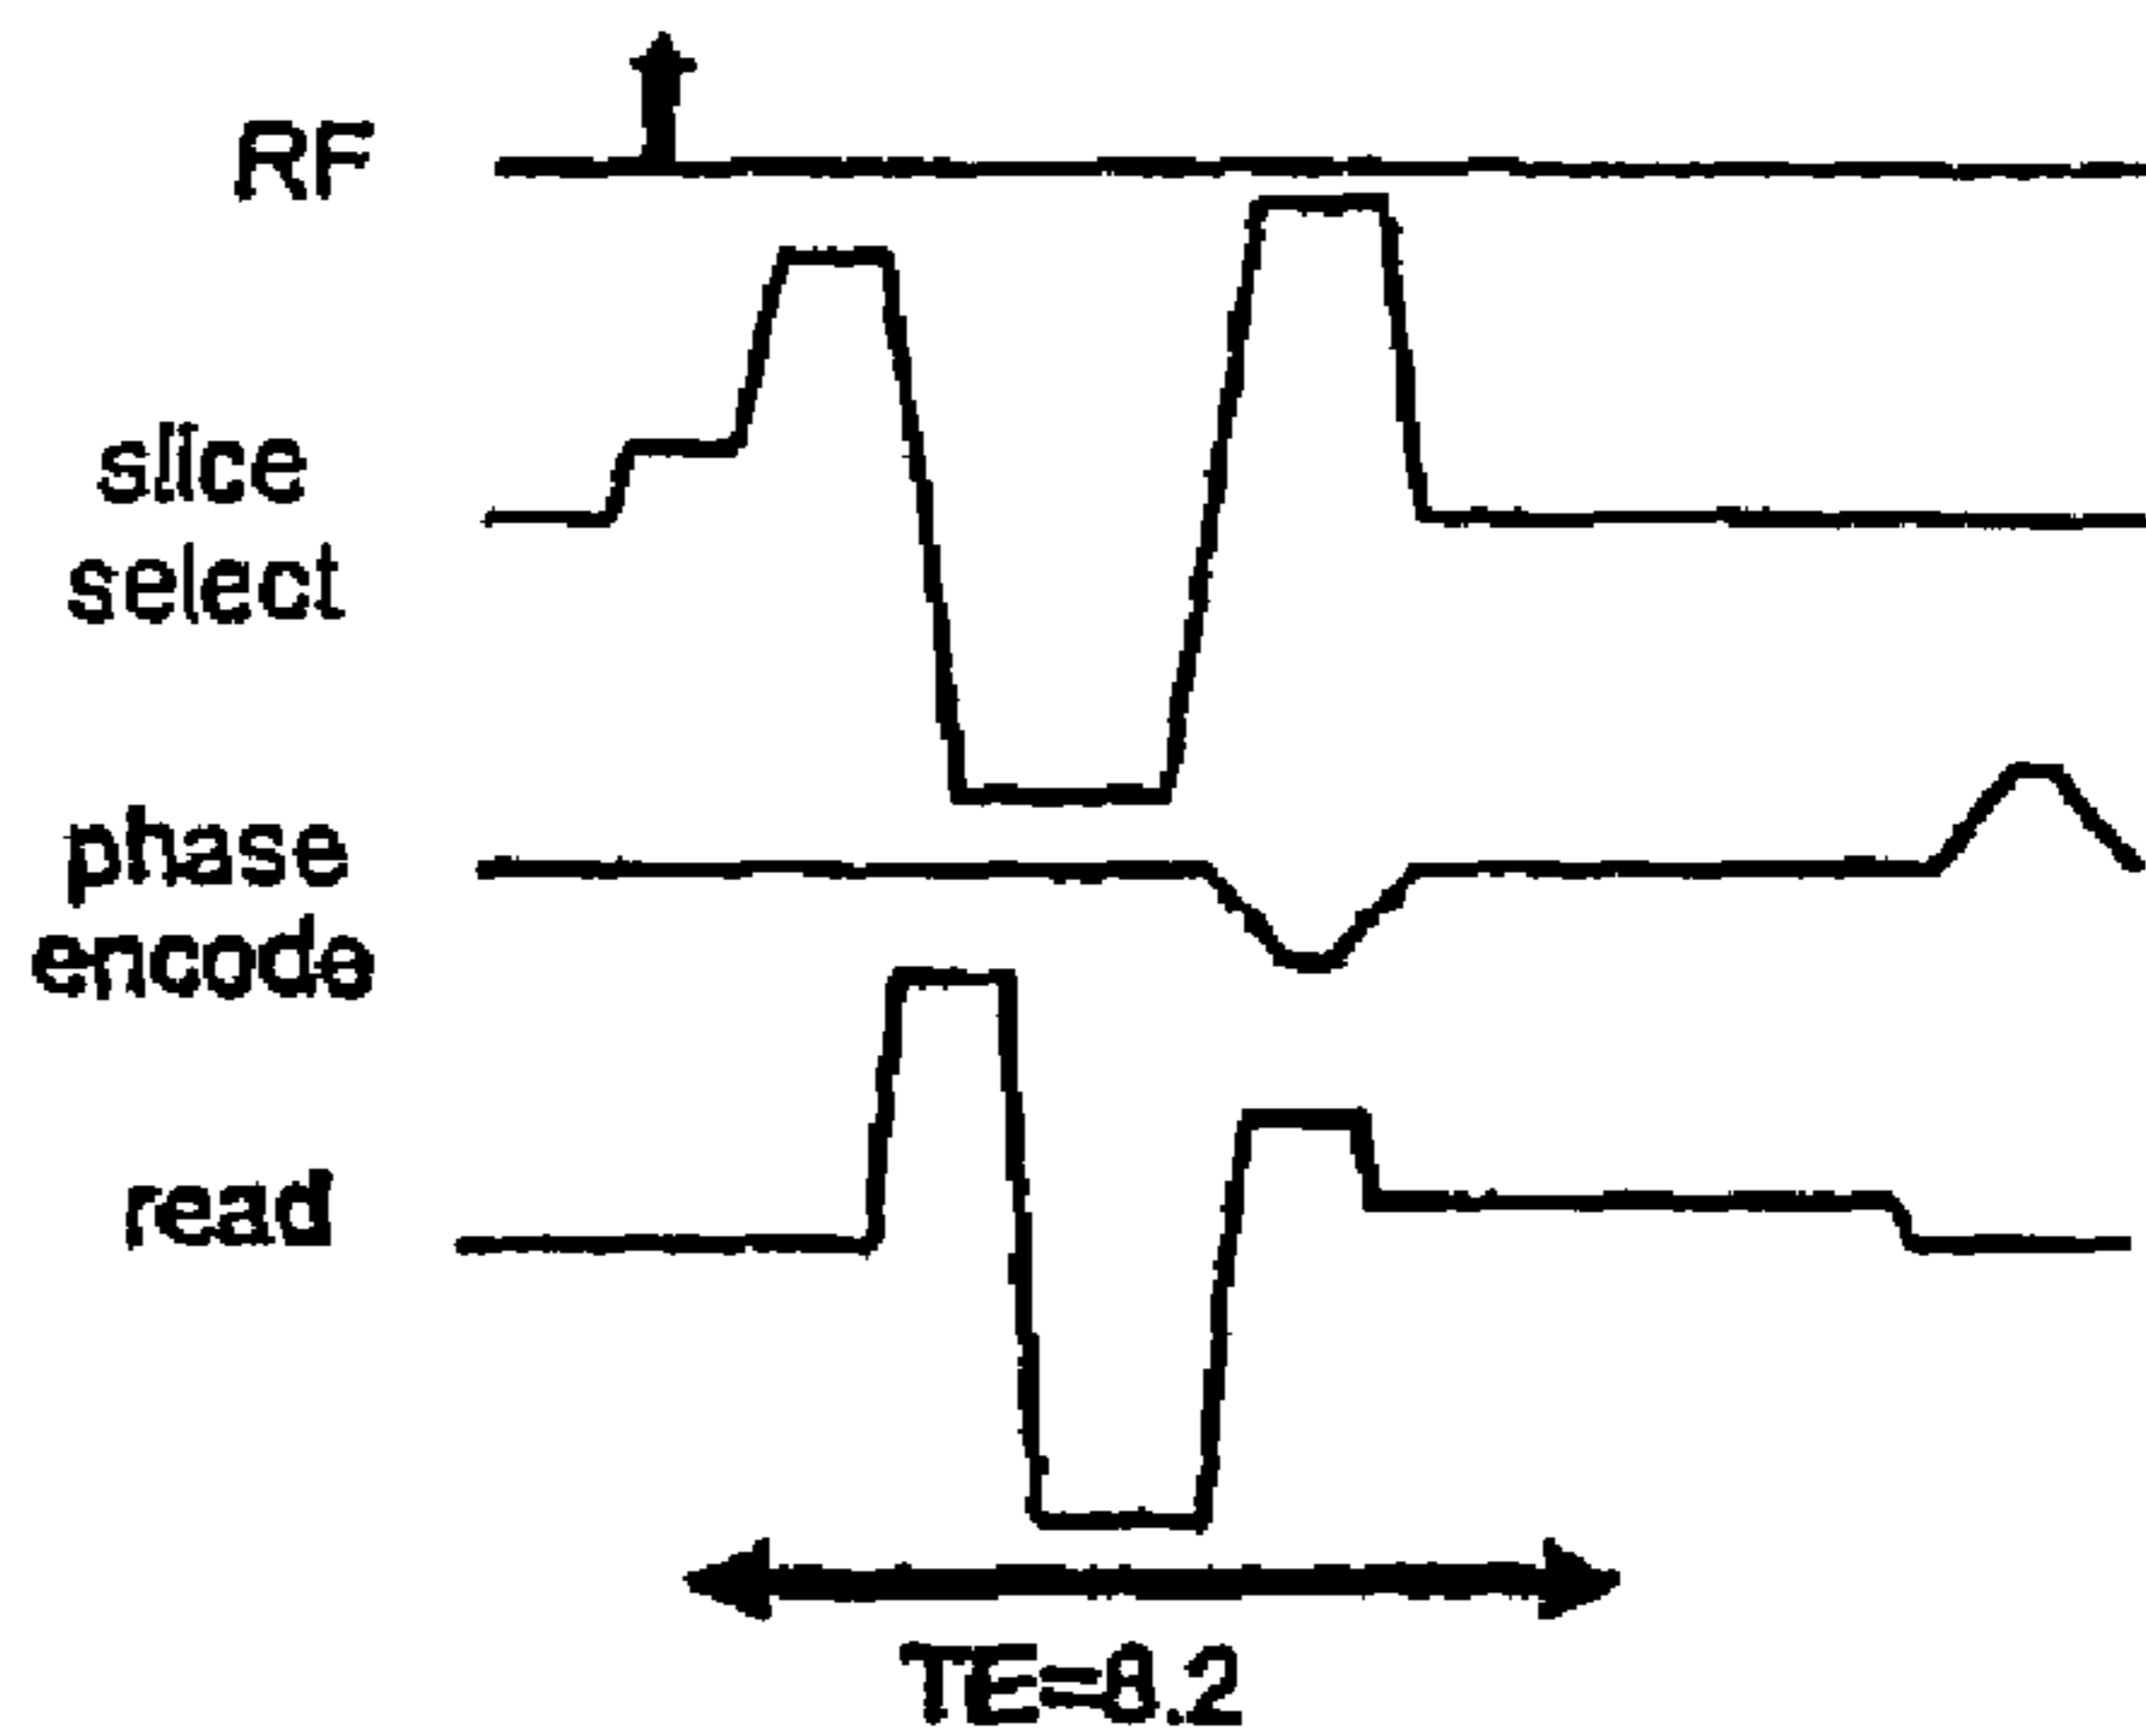 RF
slice
select
phase
encode
read
TE=8.2